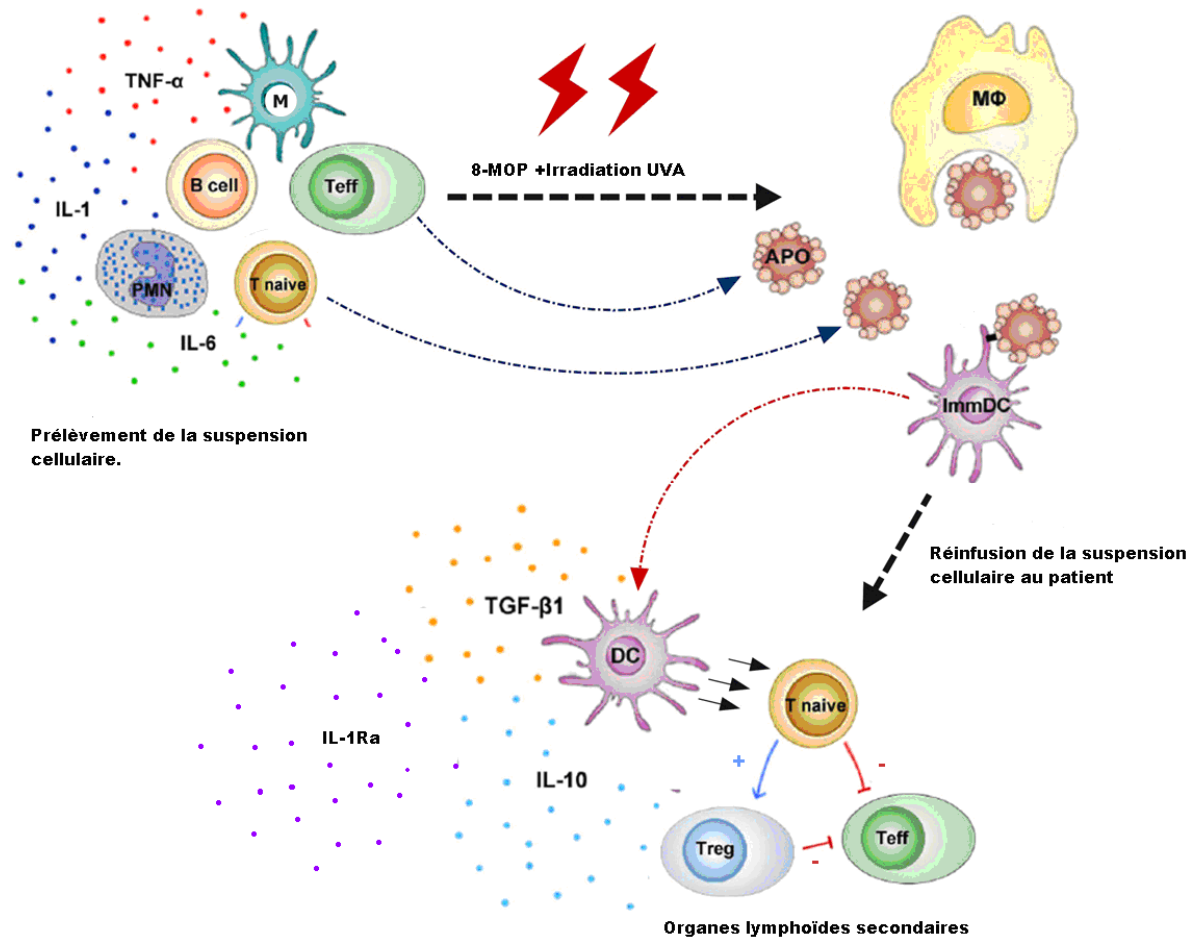 TNF-α
M
MΦ
8-MOP +Irradiation UVA
B cell
Teff
IL-1
APO
PMN
T naive
IL-6
ImmDC
Prélèvement de la suspension
cellulaire.
Réinfusion de la suspension
cellulaire au patient
TGF-β1
DC
T naive
IL-1Ra
+
-
IL-10
Treg
-
Teff
Organes lymphoïdes secondaires